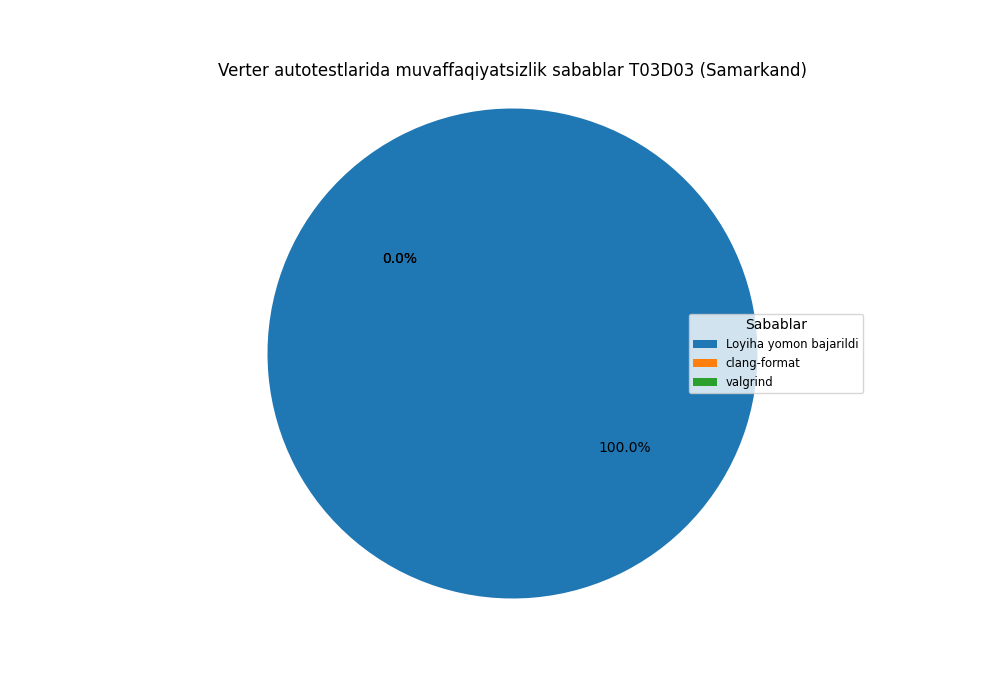 Verter autotestlarida muvaffaqiyatsizlik sabablar T03D03 (Samarkand)
0.0%
Sabablar
Loyiha yomon bajarildi
clang-format
valgrind
100.0%